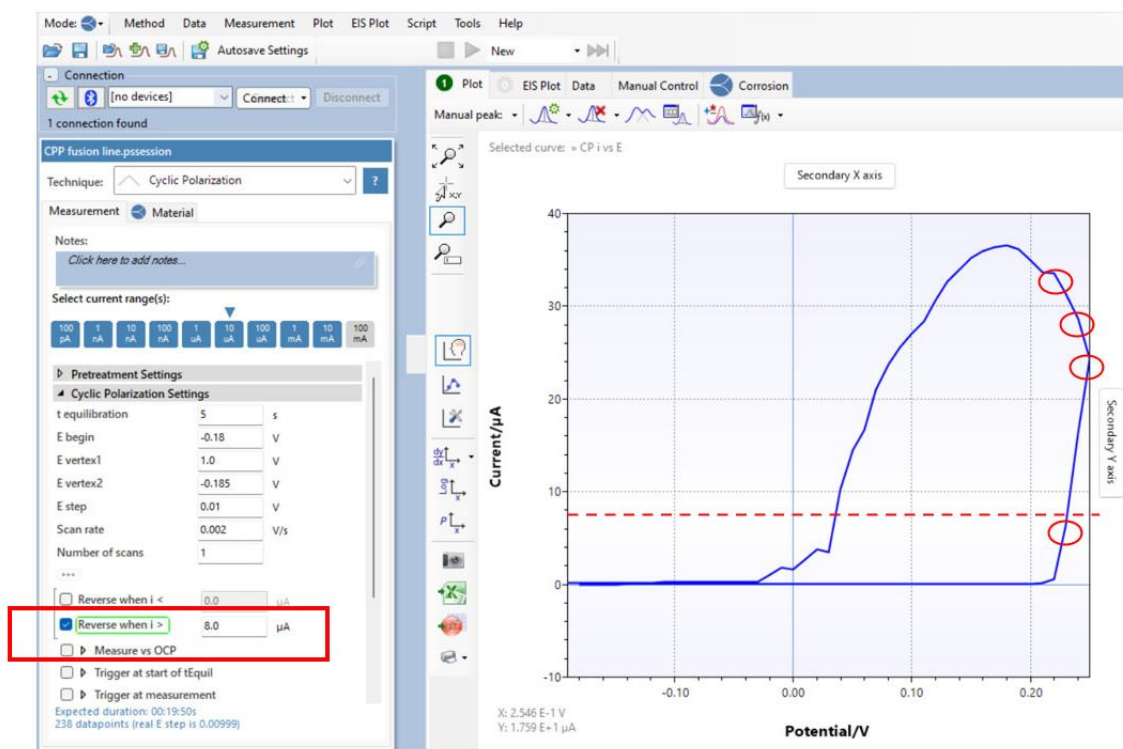 Mode:
Method Data Measurement Plot EIS Plot Script Tools Help
Autosave Settings
New
Connection
[no devices]
Connect
Disconnect
1 connection found
CPP fusion line.pssession
Technique: Cyclic Polarization ?
Measurement Material
Notes:
Click here to add notes...
Select current range(s):
100 pA 1 nA 10 nA 100 nA 1 uA 10 uA 100 uA 1 mA 10 mA 100 mA
Pretreatment Settings
Cyclic Polarization Settings
t equilibration 5 s
E begin -0.18 V
E vertex1 1.0 V
E vertex2 -0.185 V
E step 0.01 V
Scan rate 0.002 V/s
Number of scans 1
...
Reverse when i < 0.0 µA
Reverse when i > 8.0 µA
Measure vs OCP
Trigger at start of tEquil
Trigger at measurement
Expected duration: 00:19:50s
238 datapoints (real E step is 0.00999)
1 Plot EIS Plot Data Manual Control Corrosion
Manual peak:
Selected curve: » CP i vs E
Secondary X axis
40
30
20
10
0
-10
-0.10 0.00 0.10 0.20
Current/µA
Secondary Y axis
Potential/V
X: 2.546 E-1 V
Y: 1.759 E+1 µA
X,Y
dy/dx x
Log x
P x
f(x)